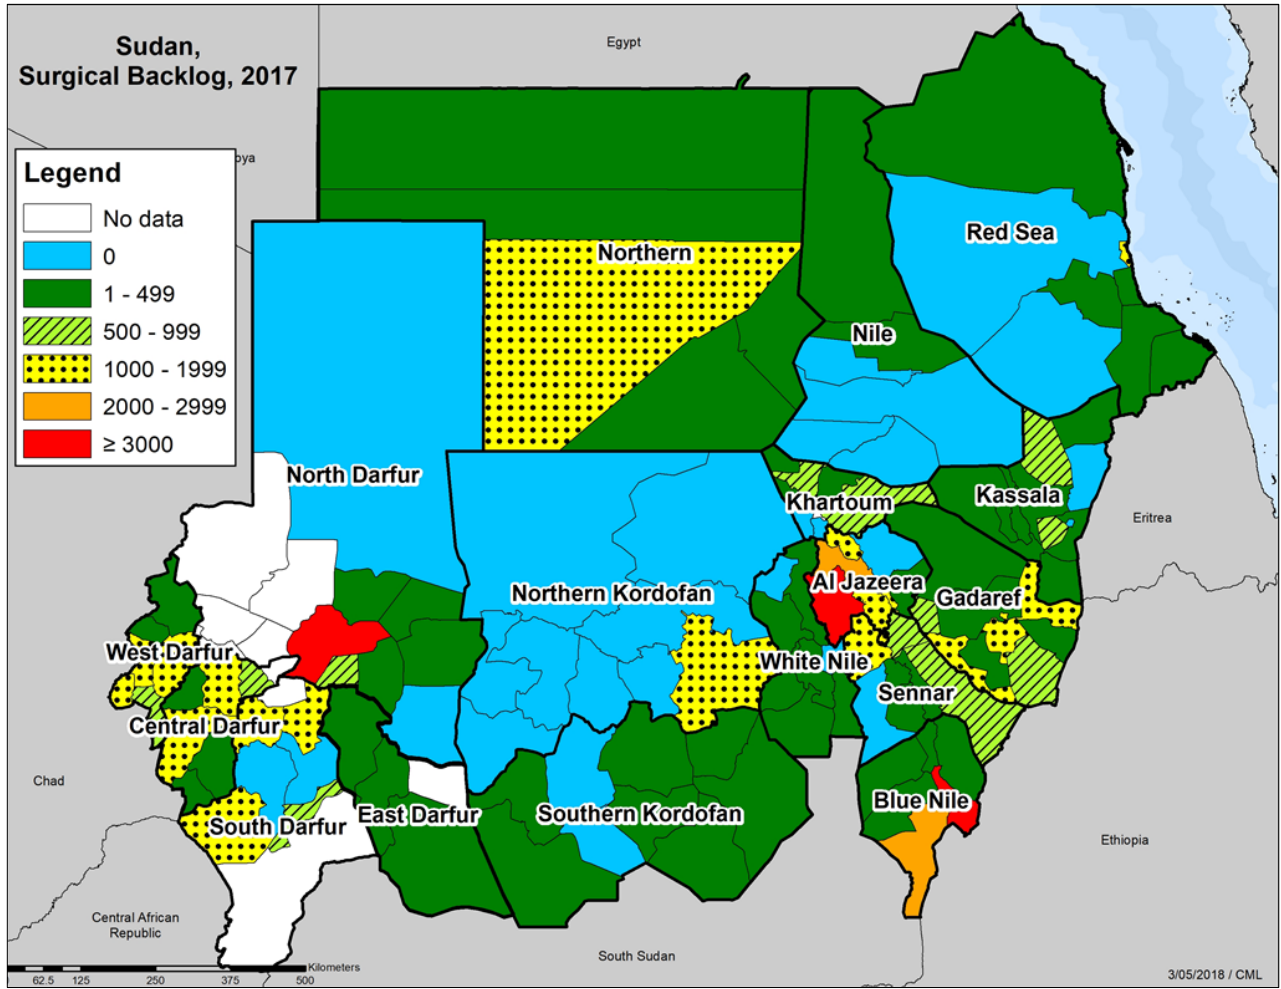 Sudan,
Surgical Backlog, 2017
Egypt
bya
Legend
No data
0
1 - 499
500 - 999
1000 - 1999
2000 - 2999
≥ 3000
Red Sea
Northern
Nile
North Darfur
Khartoum
Kassala
Eritrea
Northern Kordofan
Al Jazeera
Gadaref
West Darfur
White Nile
Sennar
Central Darfur
Chad
East Darfur
Southern Kordofan
Blue Nile
South Darfur
Ethiopia
Central African
Republic
South Sudan
Kilometers
62.5 125 250 375 500
3/05/2018 / CML